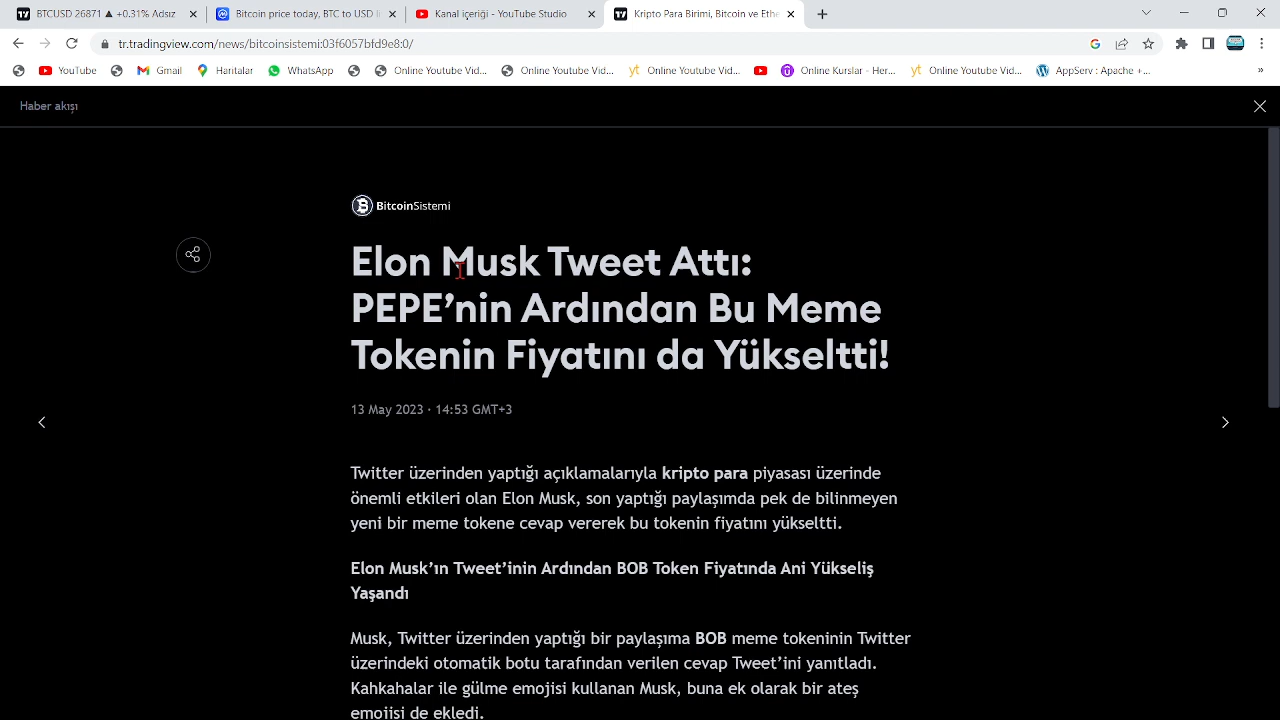 BTCUSD 26871 ▲ +0.31% Adsız
Bitcoin price today, BTC to USD li
Kanal içeriği - YouTube Studio
Kripto Para Birimi, Bitcoin ve Ethe
tr.tradingview.com/news/bitcoinsistemi:03f6057bfd9e8:0/
YouTube
Gmail
Haritalar
WhatsApp
Online Youtube Vid...
Online Youtube Vid...
Online Youtube Vid...
Online Kurslar - Her...
Online Youtube Vid...
AppServ : Apache +...
»
Haber akışı
BitcoinSistemi
Elon Musk Tweet Attı:
PEPE’nin Ardından Bu Meme
Tokenin Fiyatını da Yükseltti!
13 May 2023 · 14:53 GMT+3
Twitter üzerinden yaptığı açıklamalarıyla kripto para piyasası üzerinde
önemli etkileri olan Elon Musk, son yaptığı paylaşımda pek de bilinmeyen
yeni bir meme tokene cevap vererek bu tokenin fiyatını yükseltti.
Elon Musk’ın Tweet’inin Ardından BOB Token Fiyatında Ani Yükseliş
Yaşandı
Musk, Twitter üzerinden yaptığı bir paylaşıma BOB meme tokeninin Twitter
üzerindeki otomatik botu tarafından verilen cevap Tweet’ini yanıtladı.
Kahkahalar ile gülme emojisi kullanan Musk, buna ek olarak bir ateş
emojisi de ekledi.